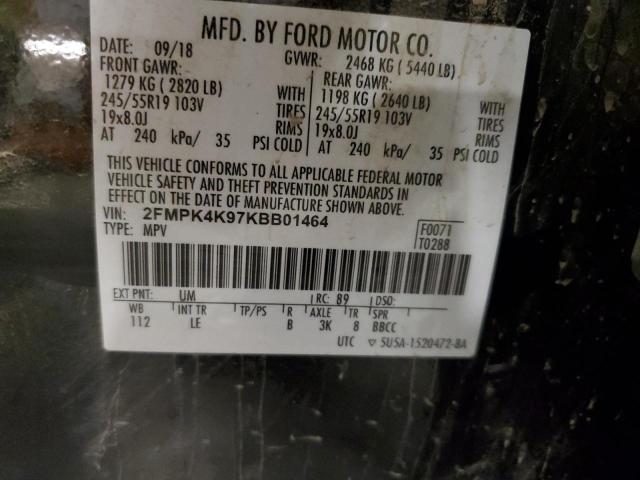 MFD. BY FORD MOTOR CO.
DATE: 09/18 GVWR: 2468 KG ( 5440 LB)
FRONT GAWR: REAR GAWR:
1279 KG ( 2820 LB) WITH 1198 KG ( 2640 LB) WITH
245/55R19 103V TIRES 245/55R19 103V TIRES
19x8.0J RIMS 19x8.0J RIMS
AT 240 kPa/ 35 PSI COLD AT 240 kPa/ 35 PSI COLD
THIS VEHICLE CONFORMS TO ALL APPLICABLE FEDERAL MOTOR
VEHICLE SAFETY AND THEFT PREVENTION STANDARDS IN
EFFECT ON THE DATE OF MANUFACTURE SHOWN ABOVE.
VIN: 2FMPK4K97KBB01464 F0071
TYPE: MPV T0288
EXT PNT: UM RC: 89 DSO:
WB INT TR TP/PS R AXLE TR SPR
112 LE B 3K 8 BBCC
UTC ▽ 5USA-1520472-BA